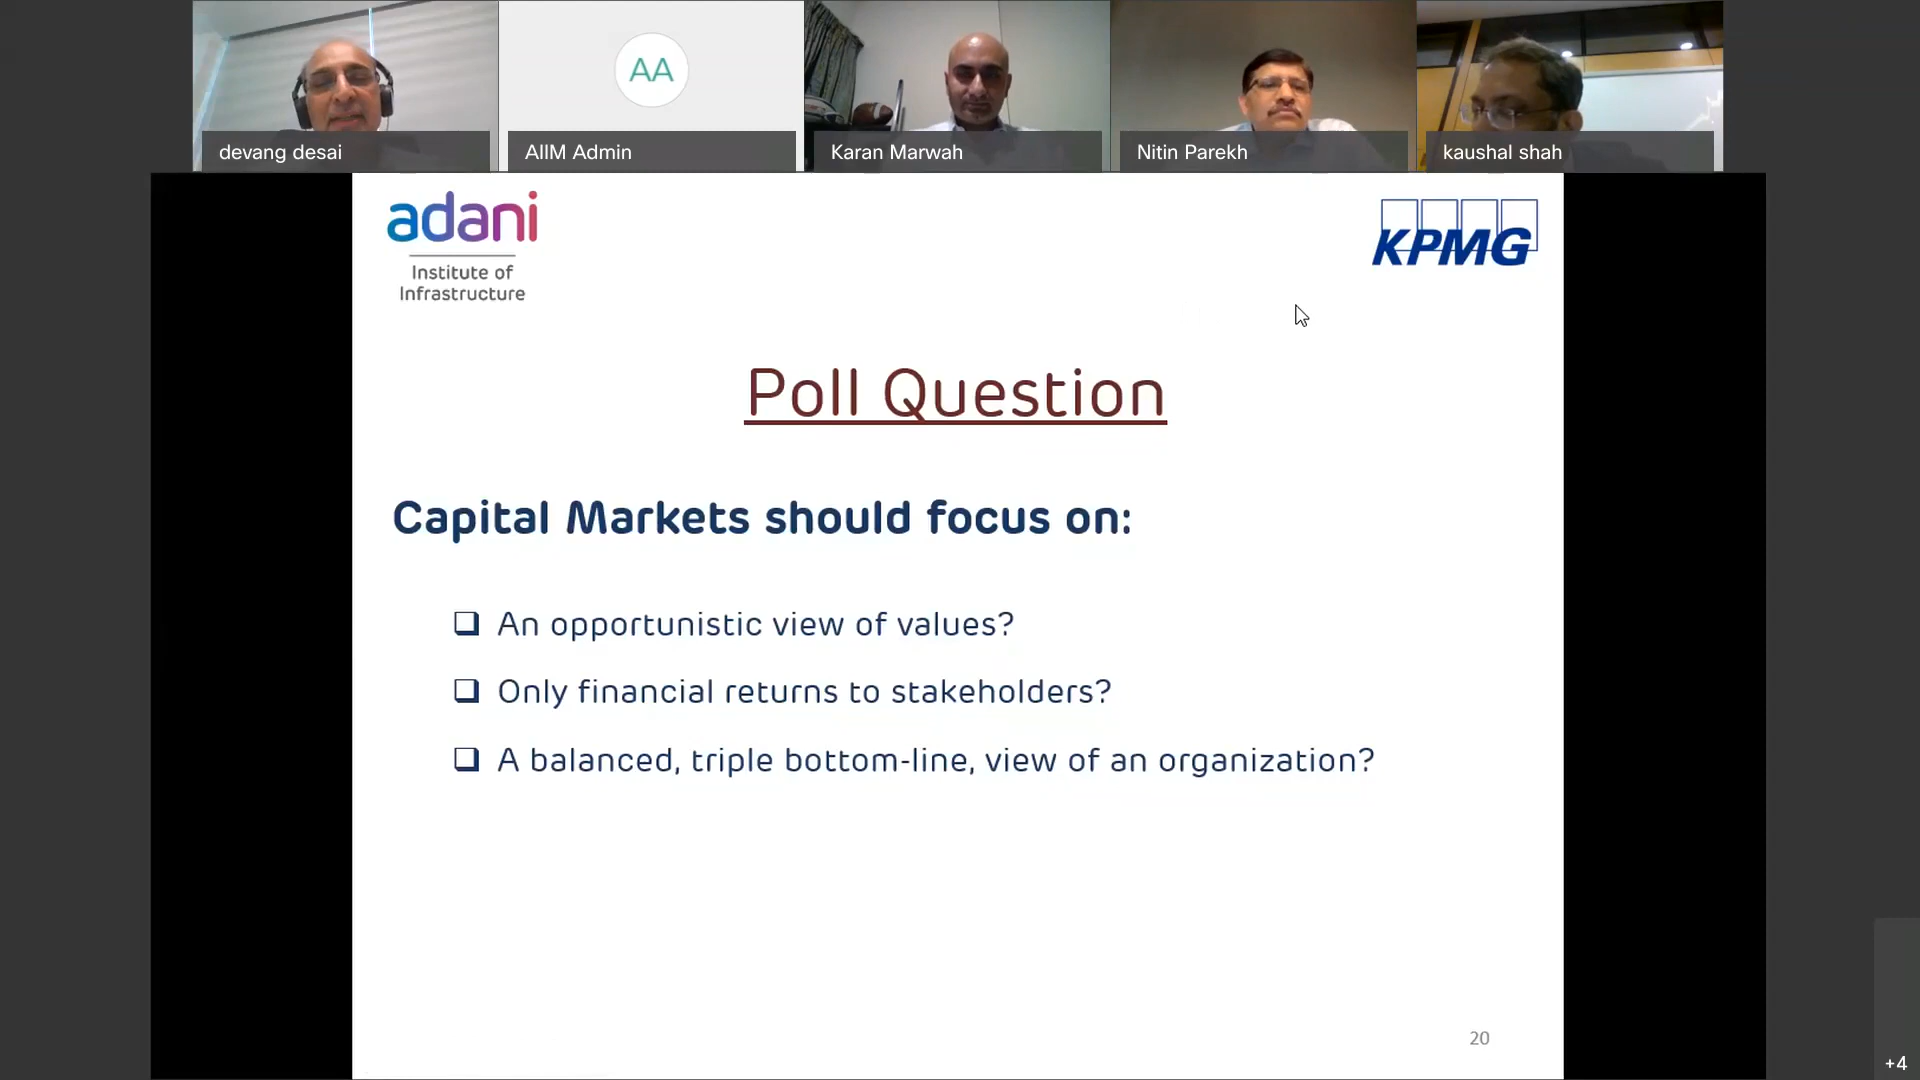 devang desai
AA
AIIM Admin
Karan Marwah
Nitin Parekh
kaushal shah
adani
Institute of
Infrastructure
KPMG
Poll Question
Capital Markets should focus on:
An opportunistic view of values?
Only financial returns to stakeholders?
A balanced, triple bottom-line, view of an organization?
20
+4